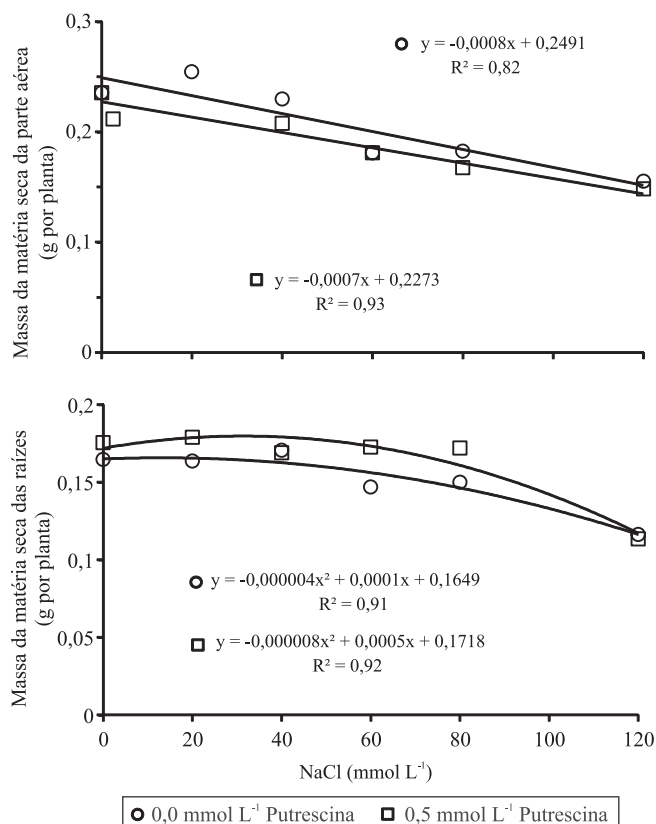 Massa da matéria seca da parte aérea
(g por planta)
0,3
0,2
0,1
0
y = -0,0008x + 0,2491
R² = 0,82
y = -0,0007x + 0,2273
R² = 0,93
Massa da matéria seca das raízes
(g por planta)
0,2
0,15
0,1
0,05
0
y = -0,000004x² + 0,0001x + 0,1649
R² = 0,91
y = -0,000008x² + 0,0005x + 0,1718
R² = 0,92
0 20 40 60 80 100 120
NaCl (mmol L⁻¹)
0,0 mmol L⁻¹ Putrescina 0,5 mmol L⁻¹ Putrescina